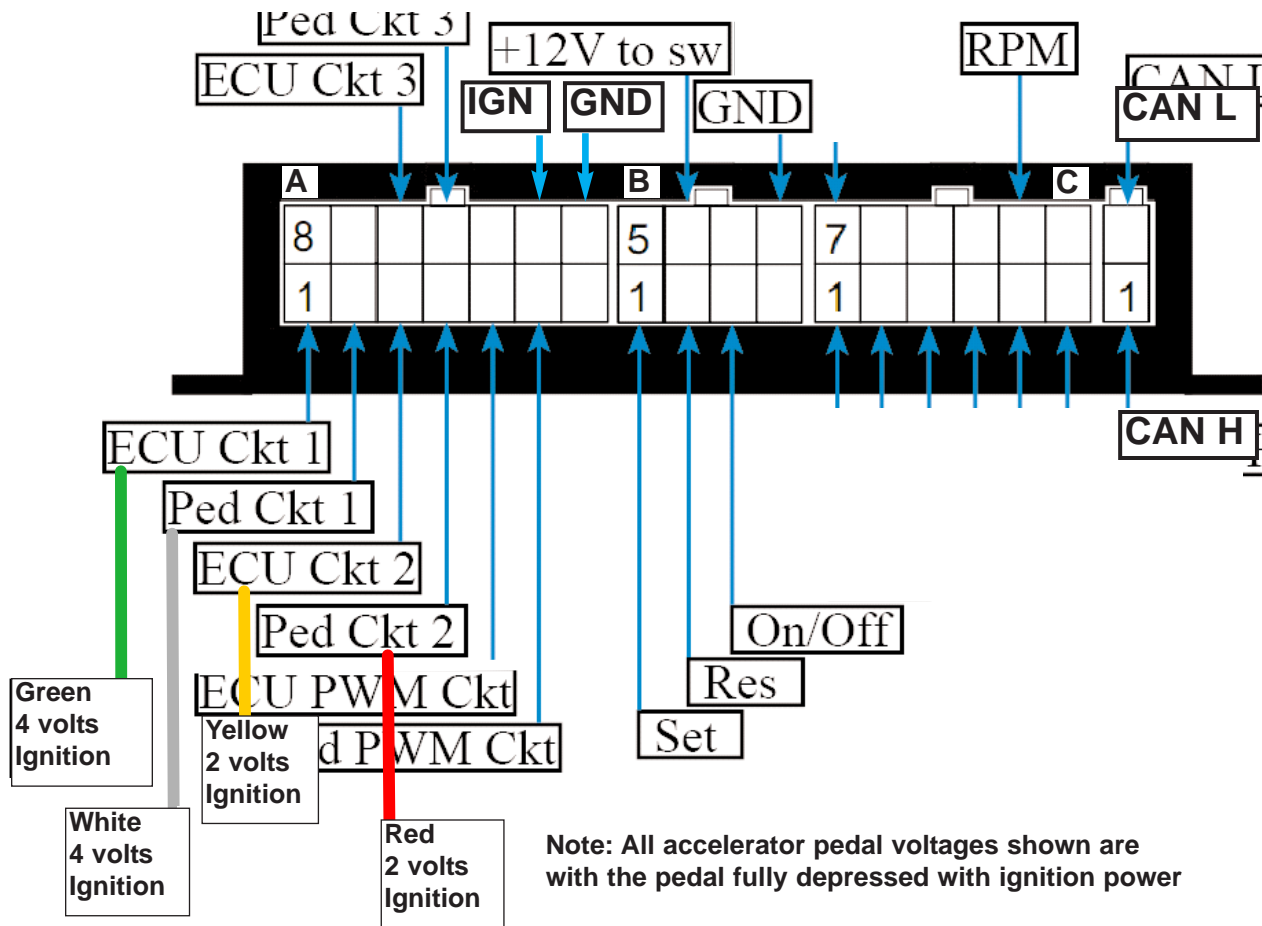 Ped Ckt 3
+12V to sw
RPM
ECU Ckt 3
IGN
GND
GND
CAN L
A
B
C
8
5
7
1
1
1
1
CAN H
ECU Ckt 1
Ped Ckt 1
ECU Ckt 2
Ped Ckt 2
On/Off
ECU PWM Ckt
Res
d PWM Ckt
Set
Green
4 volts
Ignition
Yellow
2 volts
Ignition
White
4 volts
Ignition
Red
2 volts
Ignition
Note: All accelerator pedal voltages shown are
with the pedal fully depressed with ignition power